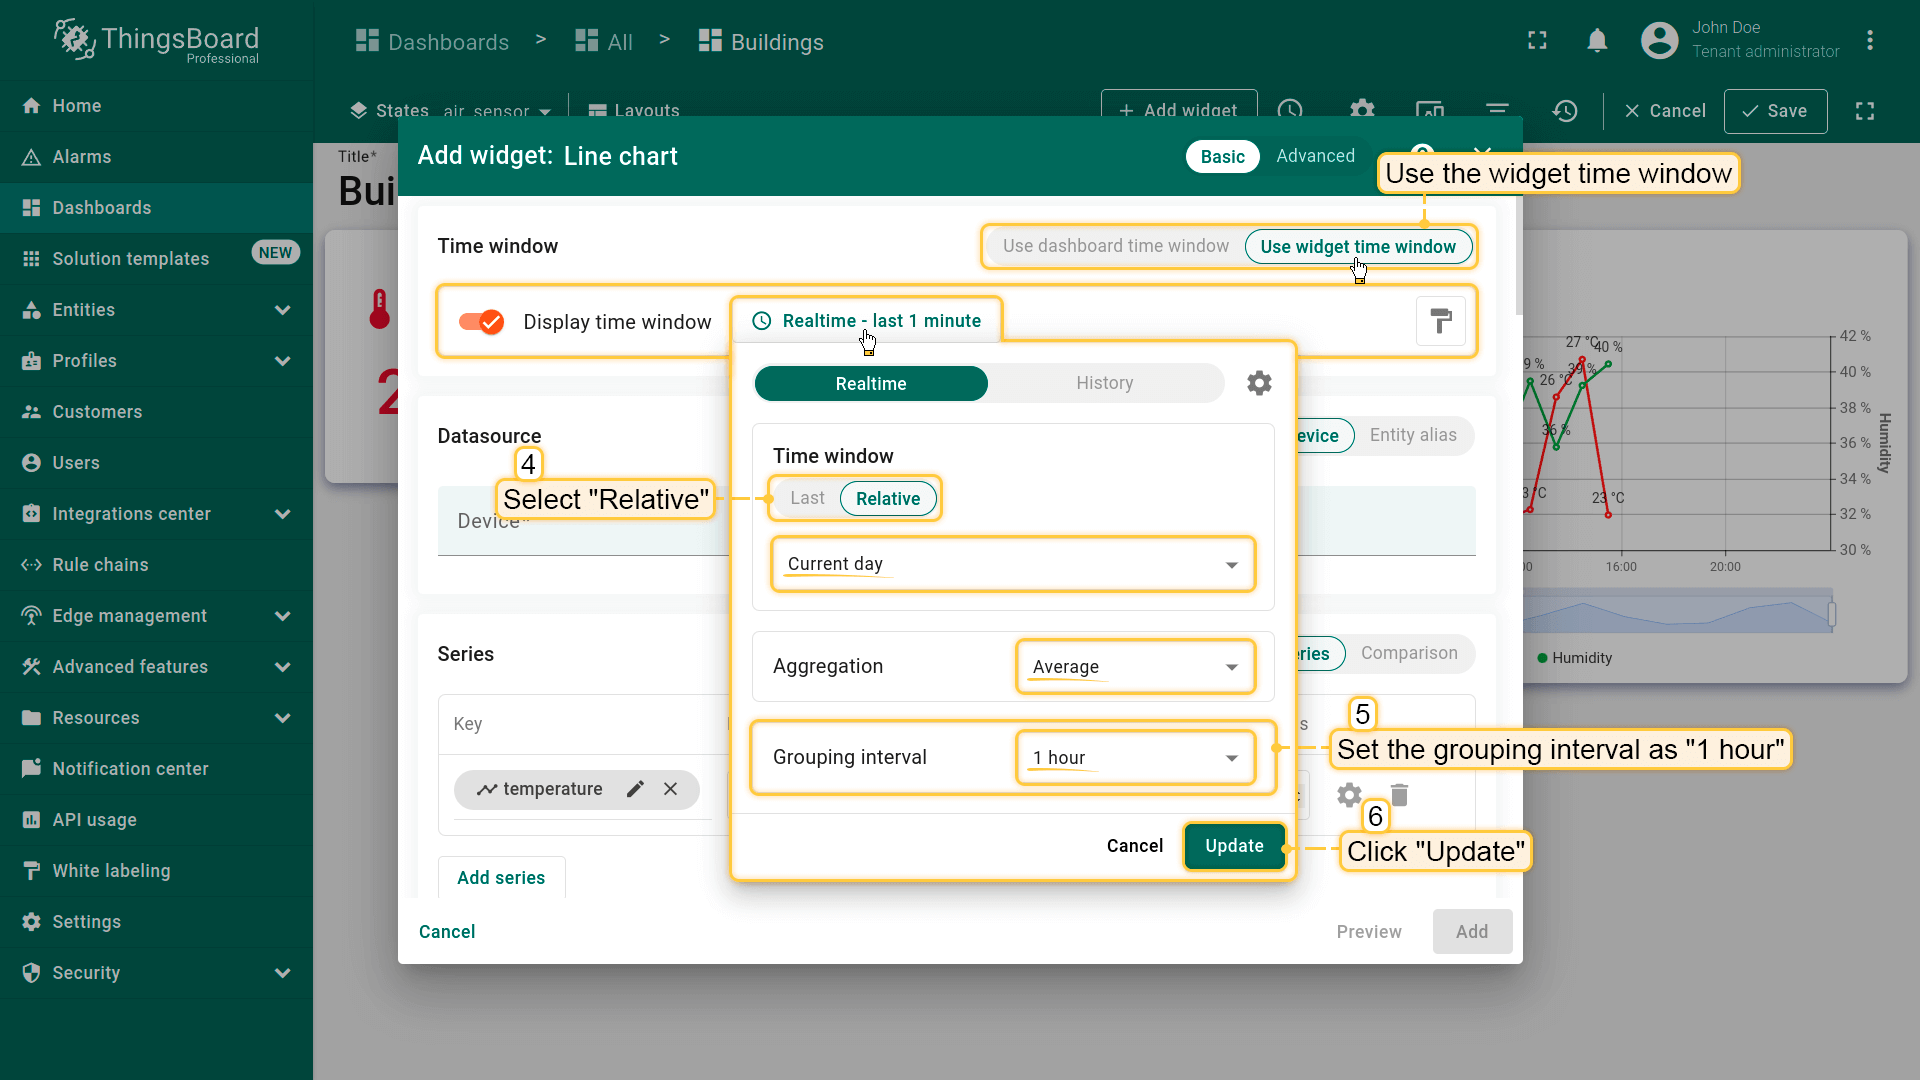 ThingsBoard
Professional
Dashboards > All > Buildings
John Doe
Tenant administrator
Home
Alarms
Dashboards
Solution templates NEW
Entities
Profiles
Customers
Users
Integrations center
Rule chains
Edge management
Advanced features
Resources
Notification center
API usage
White labeling
Settings
Security
States air_sensor Layouts
+ Add widget Cancel Save
Title*
Bui
2
Add widget: Line chart
Basic Advanced
Use the widget time window
Time window
Use dashboard time window Use widget time window
Display time window Realtime - last 1 minute
Realtime History
Time window
Last Relative
4
Select "Relative"
Current day
Aggregation Average
Grouping interval 1 hour
5
Set the grouping interval as "1 hour"
Cancel Update
6
Click "Update"
Datasource
evice Entity alias
Device*
Series
ries Comparison
Key
s
temperature
Add series
Cancel
Preview Add
27 °C
40 %
9 %
26 °C
39 %
36 %
3 °C
23 °C
42 %
40 %
38 %
36 %
34 %
32 %
30 %
Humidity
00 16:00 20:00
Humidity